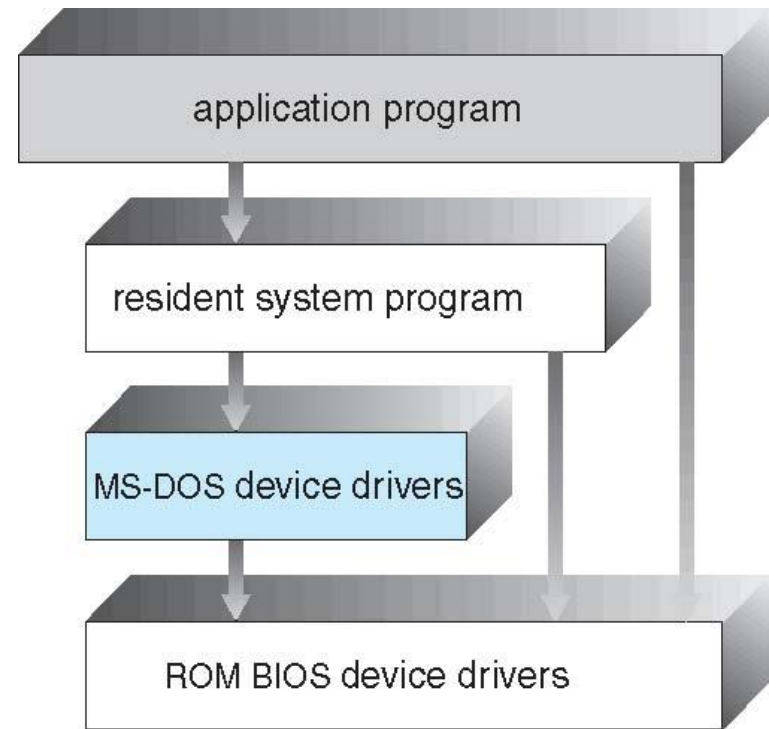 application program
resident system program
MS-DOS device drivers
ROM BIOS device drivers